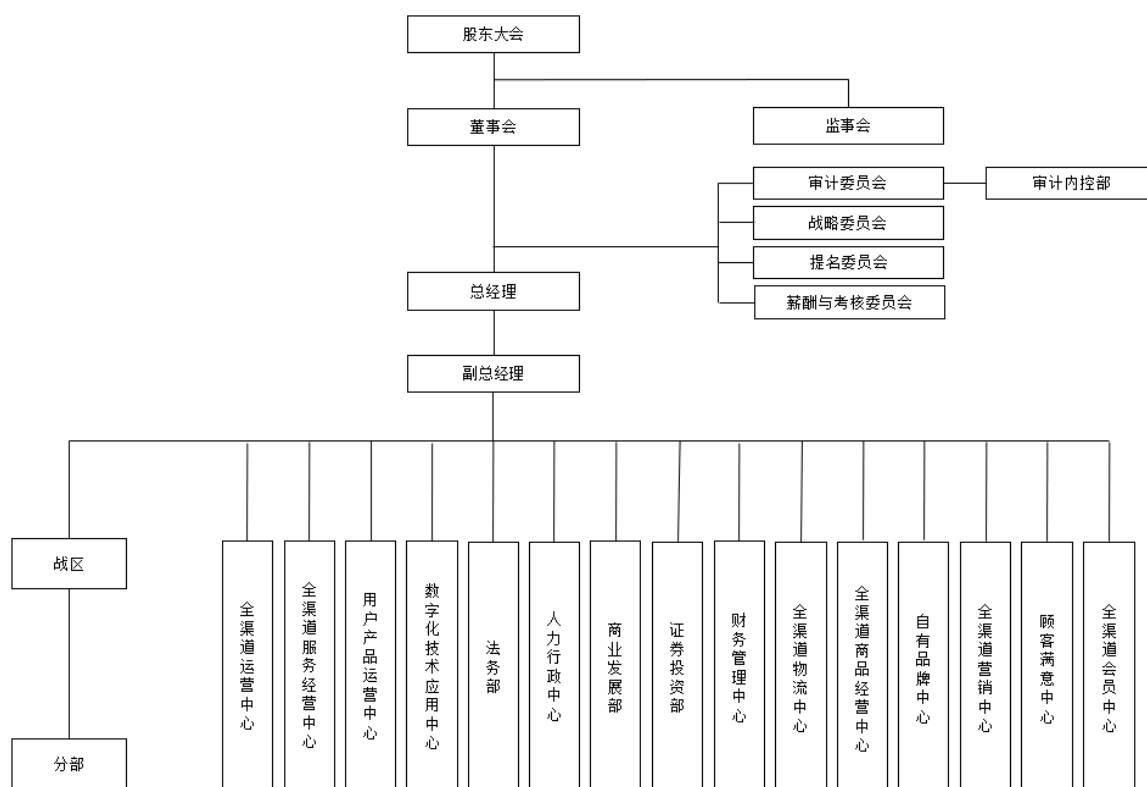 股东大会
董事会
监事会
审计委员会
审计内控部
战略委员会
提名委员会
总经理
薪酬与考核委员会
副总经理
战区
全渠道运营中心
全渠道服务经营中心
用户产品运营中心
数字化技术应用中心
法务部
人力行政中心
商业发展部
证券投资部
财务管理中心
全渠道物流中心
全渠道商品经营中心
自有品牌中心
全渠道营销中心
顾客满意中心
全渠道会员中心
分部